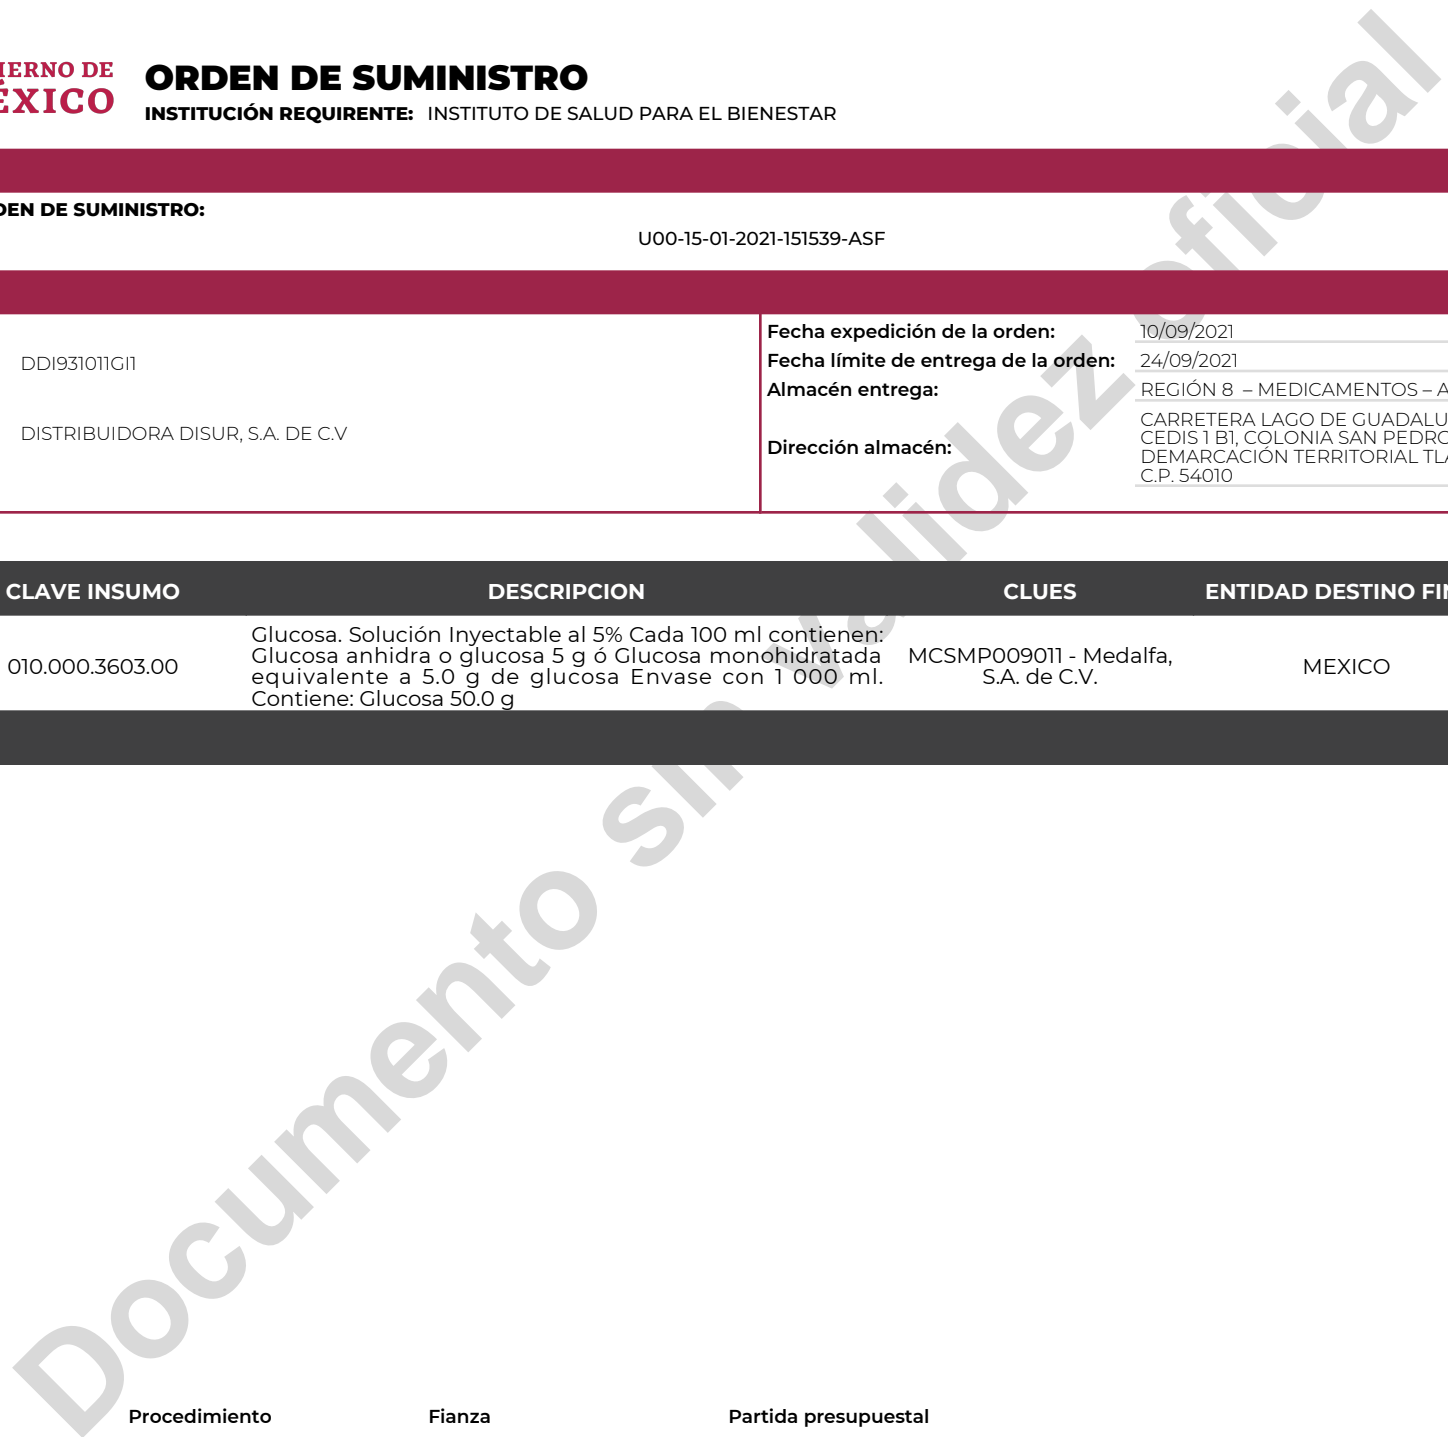 IERNO DE
ÉXICO
ORDEN DE SUMINISTRO
INSTITUCIÓN REQUIRENTE: INSTITUTO DE SALUD PARA EL BIENESTAR
DEN DE SUMINISTRO:
U00-15-01-2021-151539-ASF
DDI931011GI1
DISTRIBUIDORA DISUR, S.A. DE C.V
Fecha expedición de la orden: 10/09/2021
Fecha límite de entrega de la orden: 24/09/2021
Almacén entrega: REGIÓN 8 – MEDICAMENTOS – A
Dirección almacén:
CARRETERA LAGO DE GUADALU
CEDIS 1 B1, COLONIA SAN PEDRO
DEMARCACIÓN TERRITORIAL TLA
C.P. 54010
CLAVE INSUMO DESCRIPCION CLUES ENTIDAD DESTINO FIN
010.000.3603.00
Glucosa. Solución Inyectable al 5% Cada 100 ml contienen:
Glucosa anhidra o glucosa 5 g ó Glucosa monohidratada
equivalente a 5.0 g de glucosa Envase con 1 000 ml.
Contiene: Glucosa 50.0 g
MCSMP009011 - Medalfa,
S.A. de C.V.
MEXICO
Documento sin validez oficial
Procedimiento Fianza Partida presupuestal